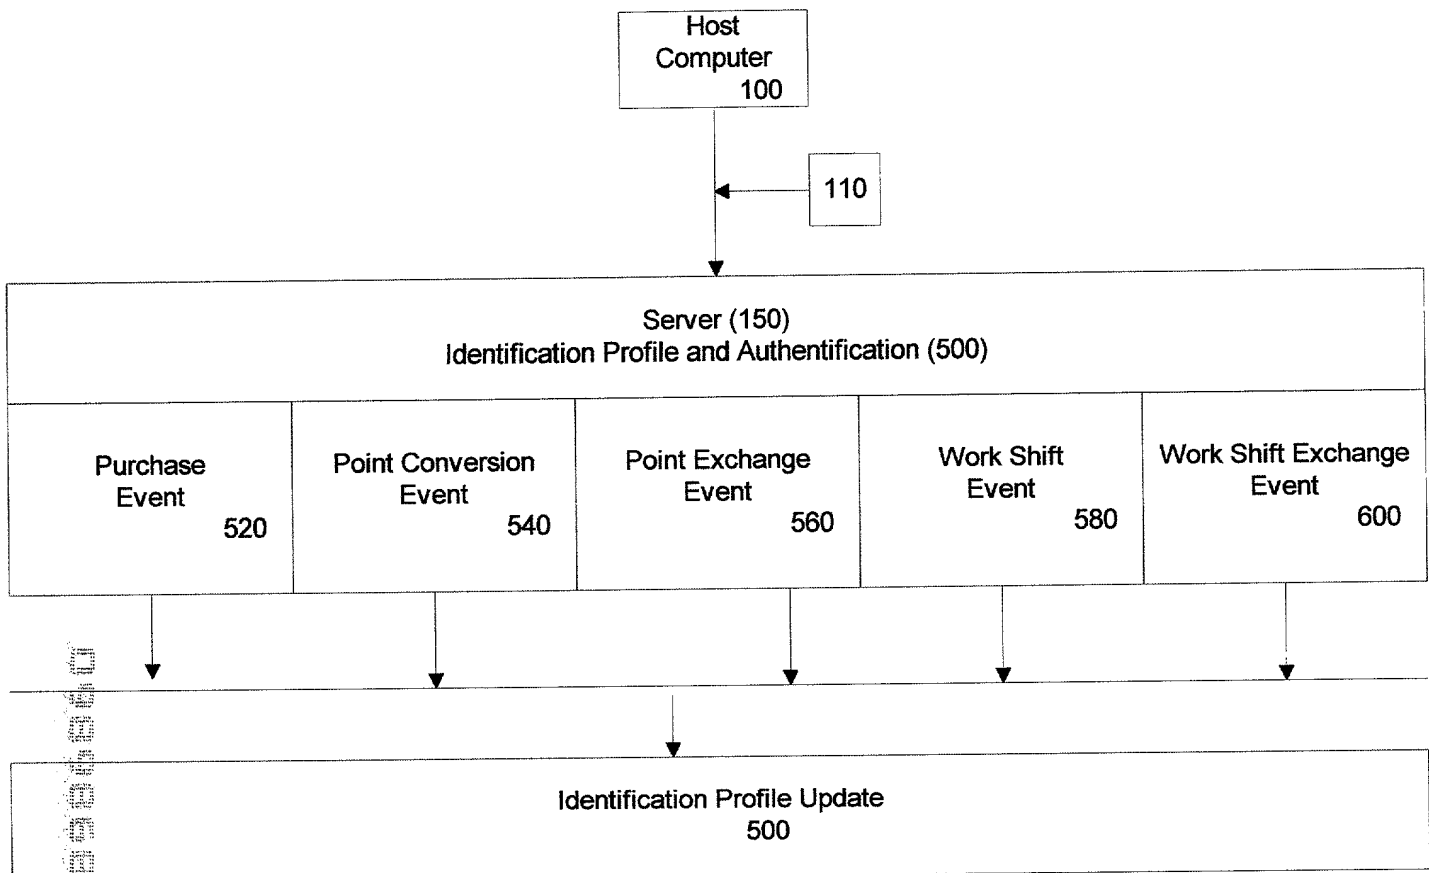 Host
Computer
100
110
Server (150)
Identification Profile and Authentification (500)
Purchase
Event
520
Point Conversion
Event
540
Point Exchange
Event
560
Work Shift
Event
580
Work Shift Exchange
Event
600
Identification Profile Update
500